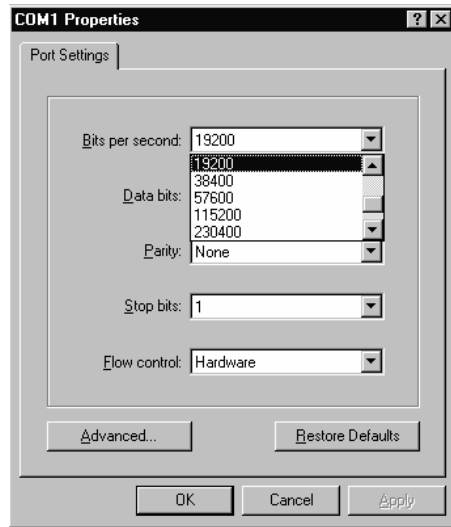 COM1 Properties
Port Settings
Bits per second: 19200
19200
38400
Data bits: 57600
115200
230400
Parity: None
Stop bits: 1
Flow control: Hardware
Advanced... Restore Defaults
OK Cancel Apply